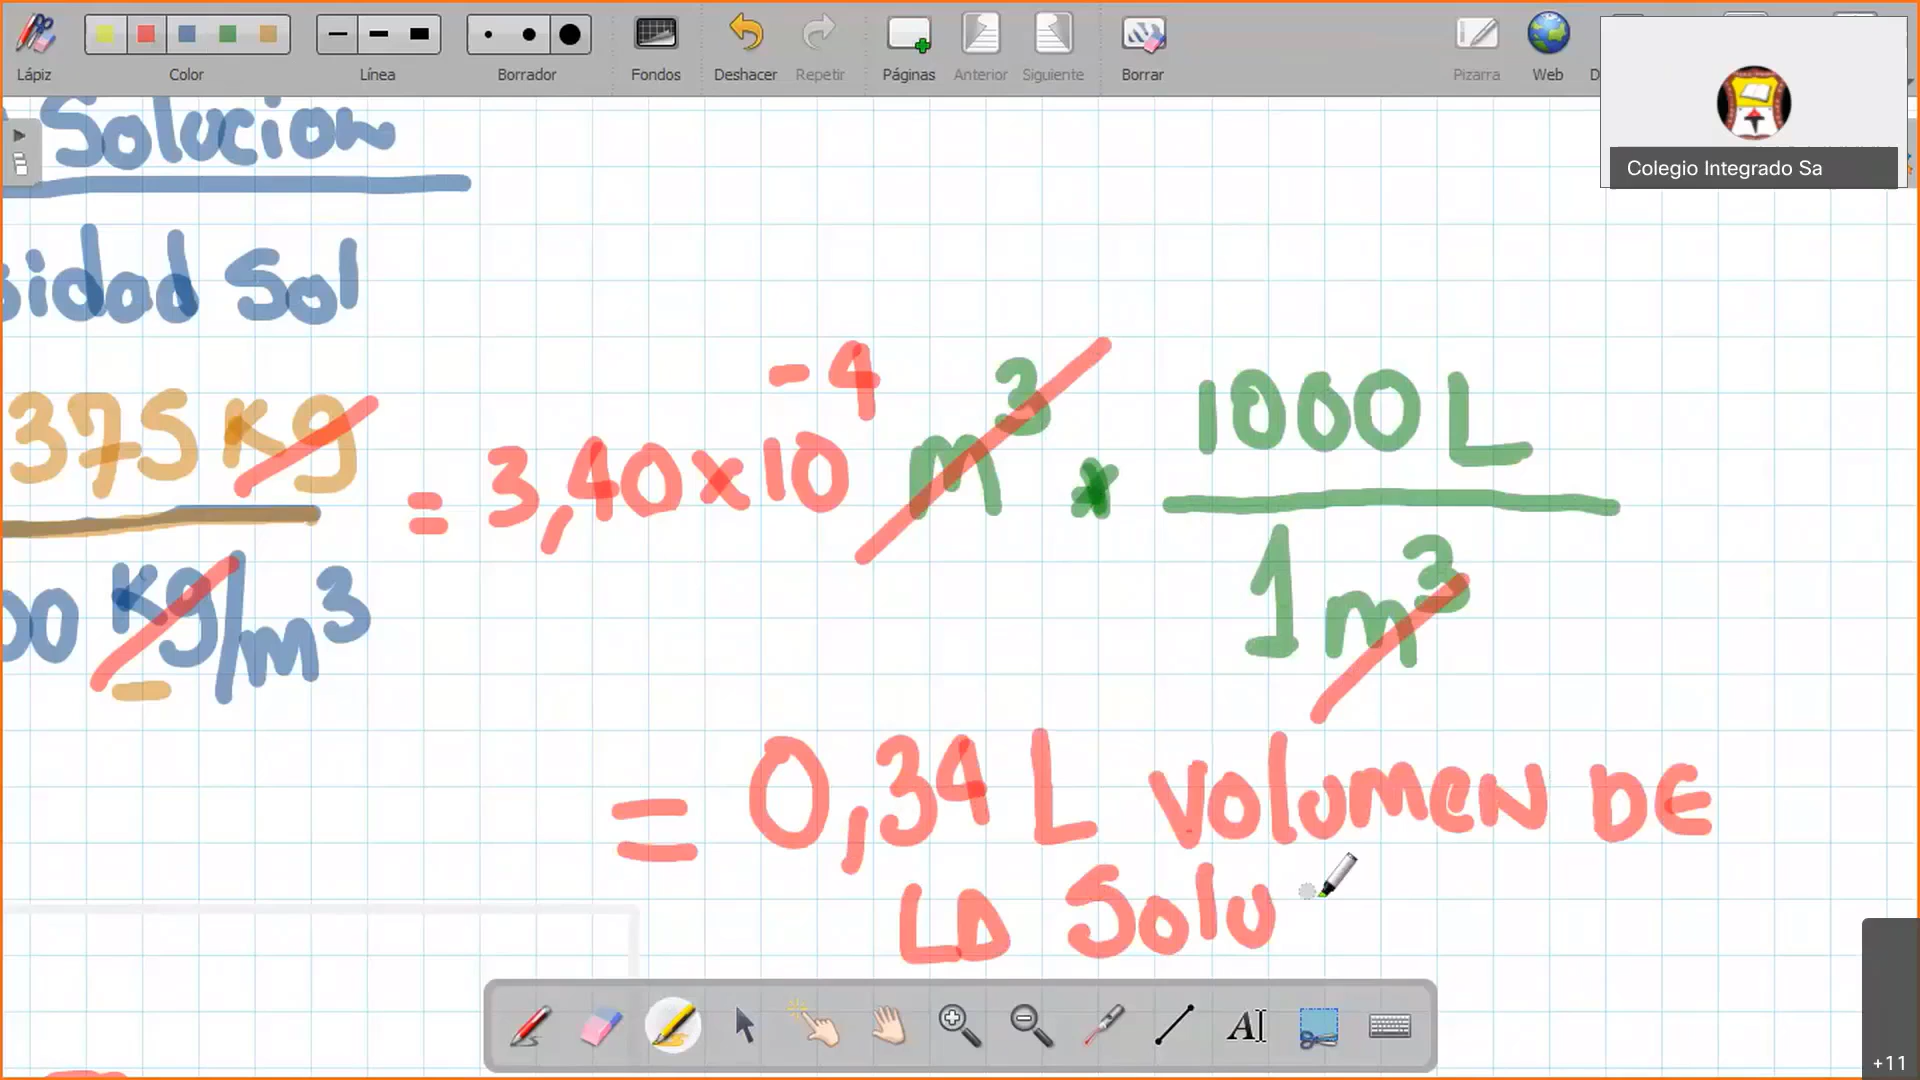 Lápiz Color Línea Borrador Fondos Deshacer Repetir Páginas Anterior Siguiente Borrar Pizarra Web D
Colegio Integrado Sa
Solucion
sidad Sol
375 Kg = 3,40x10-4 m3 * 1000 L
00 Kg/m3 1 m3
= 0,34 L Volumen DE
LA Solu
+11